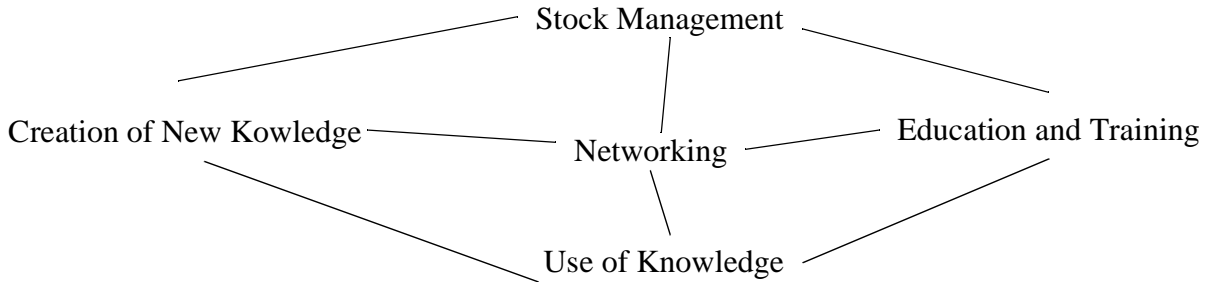 Stock Management
Creation of New Kowledge
Networking
Education and Training
Use of Knowledge